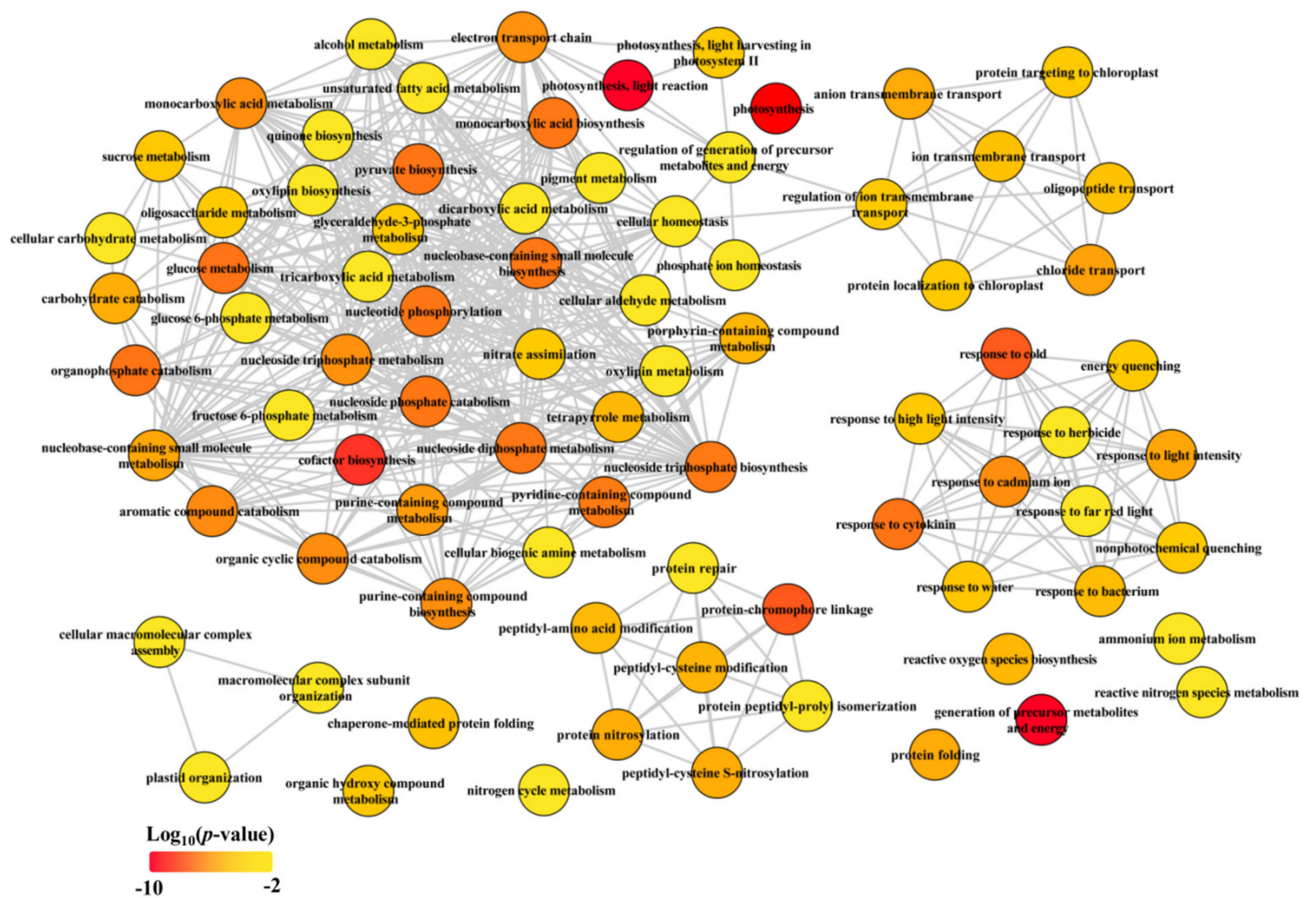 alcohol metabolism
electron transport chain
photosynthesis, light harvesting in
photosystem II
unsaturated fatty acid metabolism
photosynthesis, light reaction
monocarboxylic acid metabolism
photosynthesis
monocarboxylic acid biosynthesis
quinone biosynthesis
sucrose metabolism
pyruvate biosynthesis
regulation of generation of precursor
metabolites and energy
pigment metabolism
oxylipin biosynthesis
oligosaccharide metabolism
dicarboxylic acid metabolism
glyceraldehyde-3-phosphate
metabolism
cellular homeostasis
cellular carbohydrate metabolism
nucleobase-containing small molecule
biosynthesis
glucose metabolism
tricarboxylic acid metabolism
phosphate ion homeostasis
carbohydrate catabolism
cellular aldehyde metabolism
glucose 6-phosphate metabolism
nucleotide phosphorylation
porphyrin-containing compound
metabolism
nucleoside triphosphate metabolism
nitrate assimilation
organophosphate catabolism
oxylipin metabolism
nucleoside phosphate catabolism
fructose 6-phosphate metabolism
tetrapyrrole metabolism
nucleobase-containing small molecule
metabolism
nucleoside diphosphate metabolism
cofactor biosynthesis
nucleoside triphosphate biosynthesis
purine-containing compound
metabolism
pyridine-containing compound
metabolism
aromatic compound catabolism
organic cyclic compound catabolism
cellular biogenic amine metabolism
purine-containing compound
biosynthesis
protein targeting to chloroplast
anion transmembrane transport
ion transmembrane transport
oligopeptide transport
regulation of ion transmembrane
transport
chloride transport
protein localization to chloroplast
response to cold
energy quenching
response to high light intensity
response to herbicide
response to light intensity
response to cadmium ion
response to far red light
response to cytokinin
nonphotochemical quenching
response to water
response to bacterium
protein repair
protein-chromophore linkage
peptidyl-amino acid modification
peptidyl-cysteine modification
protein peptidyl-prolyl isomerization
protein nitrosylation
peptidyl-cysteine S-nitrosylation
ammonium ion metabolism
reactive oxygen species biosynthesis
reactive nitrogen species metabolism
generation of precursor metabolites
and energy
protein folding
cellular macromolecular complex
assembly
macromolecular complex subunit
organization
chaperone-mediated protein folding
plastid organization
organic hydroxy compound
metabolism
nitrogen cycle metabolism
Log₁₀(p-value)
-10 -2